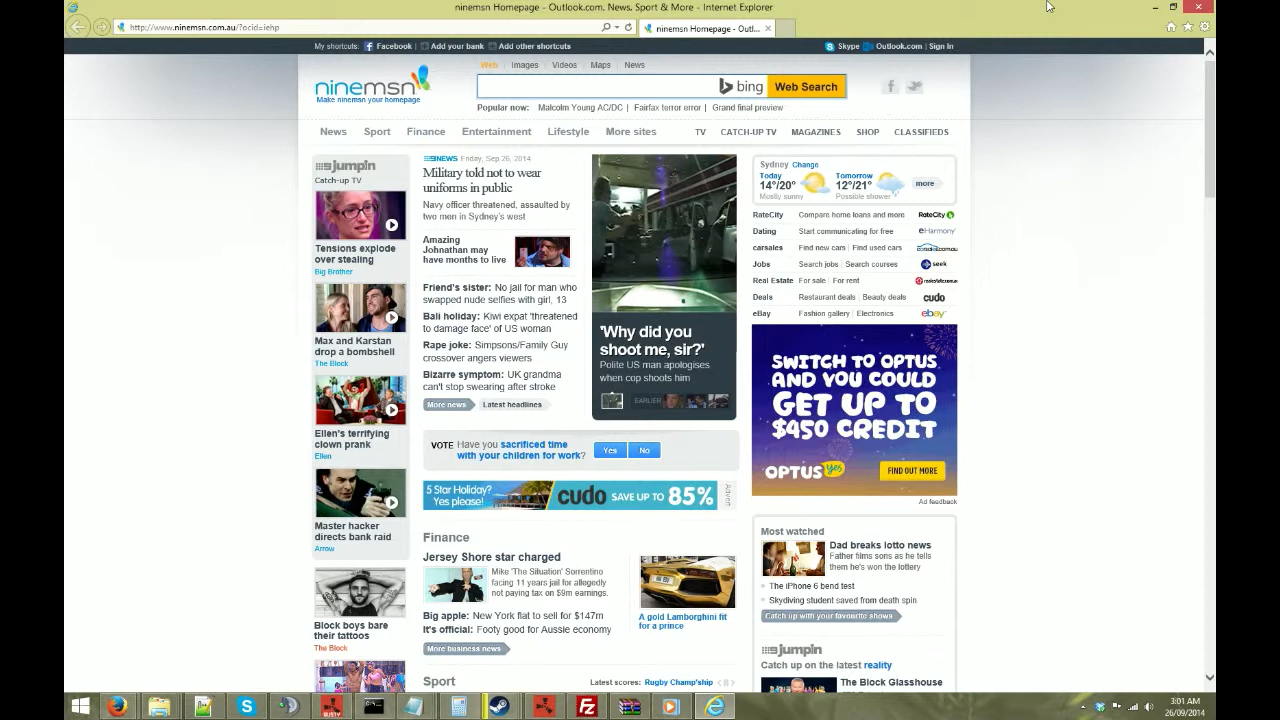 ninemsn Homepage - Outlook.com, News, Sport & More - Internet Explorer
http://www.ninemsn.com.au/?ocid=iehp
ninemsn Homepage - Outl...
My shortcuts: Facebook | Add your bank | Add other shortcuts
Skype Outlook.com | Sign In
Web Images Videos Maps News
ninemsn
Make ninemsn your homepage
bing Web Search
Popular now: Malcolm Young AC/DC | Fairfax terror error | Grand final preview
News Sport Finance Entertainment Lifestyle More sites
TV CATCH-UP TV MAGAZINES SHOP CLASSIFIEDS
jumpin
Catch-up TV
Tensions explode
over stealing
Big Brother
Max and Karstan
drop a bombshell
The Block
Ellen's terrifying
clown prank
Ellen
Master hacker
directs bank raid
Arrow
Block boys bare
their tattoos
The Block
9NEWS Friday, Sep 26, 2014
Military told not to wear
uniforms in public
Navy officer threatened, assaulted by
two men in Sydney's west
Amazing
Johnathan may
have months to live
Friend's sister: No jail for man who
swapped nude selfies with girl, 13
Bali holiday: Kiwi expat 'threatened
to damage face' of US woman
Rape joke: Simpsons/Family Guy
crossover angers viewers
Bizarre symptom: UK grandma
can't stop swearing after stroke
More news Latest headlines
'Why did you
shoot me, sir?'
Polite US man apologises
when cop shoots him
EARLIER
VOTE Have you sacrificed time
with your children for work?
Yes No
5 Star Holiday?
Yes please!
cudo SAVE UP TO 85%
Advert
Finance
Jersey Shore star charged
Mike 'The Situation' Sorrentino
facing 11 years jail for allegedly
not paying tax on $9m earnings.
Big apple: New York flat to sell for $147m
It's official: Footy good for Aussie economy
More business news
A gold Lamborghini fit
for a prince
Sport
Latest scores: Rugby Champ'ship
Sydney Change
Today
14°/20°
Mostly sunny
Tomorrow
12°/21°
Possible shower
more
RateCity Compare home loans and more RateCity
Dating Start communicating for free eHarmony
carsales Find new cars | Find used cars carsales.com.au
Jobs Search jobs | Search courses seek
Real Estate For sale | For rent realestate.com.au
Deals Restaurant deals | Beauty deals cudo
eBay Fashion gallery | Electronics ebay
SWITCH TO OPTUS
AND YOU COULD
GET UP TO
$450 CREDIT
OPTUS yes
FIND OUT MORE
Ad feedback
Most watched
Dad breaks lotto news
Father films sons as he tells
them he's won the lottery
The iPhone 6 bend test
Skydiving student saved from death spin
Catch up with your favourite shows
jumpin
Catch up on the latest reality
The Block Glasshouse
RUSTY
3:01 AM
26/09/2014